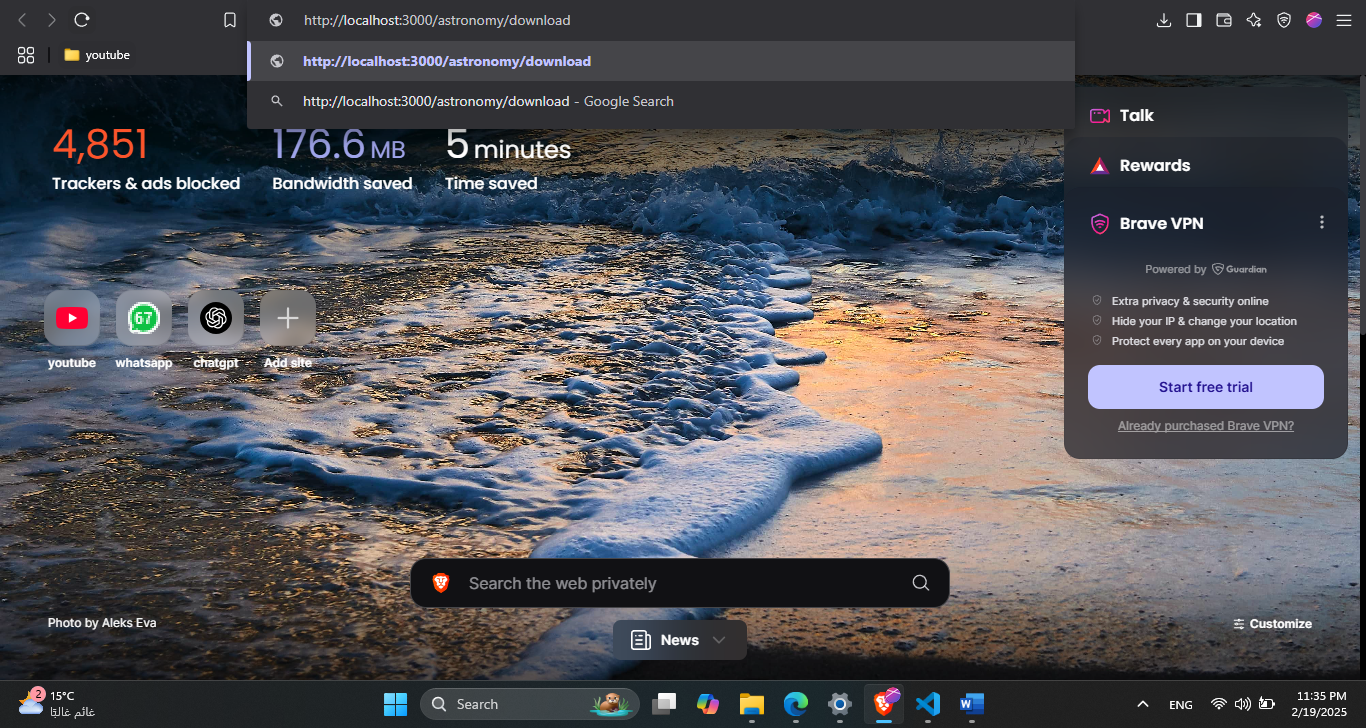 http://localhost:3000/astronomy/download
youtube
http://localhost:3000/astronomy/download
http://localhost:3000/astronomy/download - Google Search
4,851
Trackers & ads blocked
176.6 MB
Bandwidth saved
5 minutes
Time saved
Talk
Rewards
Brave VPN
Powered by Guardian
Extra privacy & security online
Hide your IP & change your location
Protect every app on your device
Start free trial
Already purchased Brave VPN?
67
youtube
whatsapp
chatgpt
Add site
Search the web privately
Photo by Aleks Eva
Customize
News
2
15°C
غائم غالبًا
Search
W
ENG
11:35 PM
2/19/2025